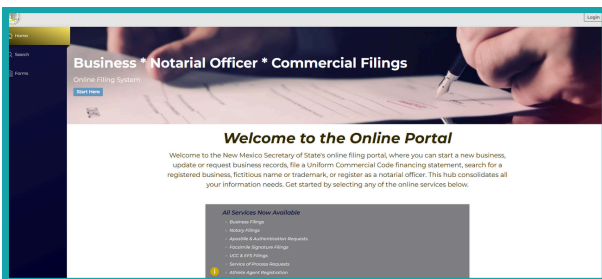 Login
Home
Search
Forms
Business * Notarial Officer * Commercial Filings
Online Filing System
Start Here
Welcome to the Online Portal
Welcome to the New Mexico Secretary of State's online filing portal, where you can start a new business,
update or request business records, file a Uniform Commercial Code financing statement, search for a
registered business, fictitious name or trademark, or register as a notarial officer. This hub consolidates all
your information needs. Get started by selecting any of the online services below.
All Services Now Available
- Business Filings
- Notary Filings
- Apostille & Authentication Requests
- Facsimile Signature Filings
- UCC & EFS Filings
- Service of Process Requests
- Athlete Agent Registration